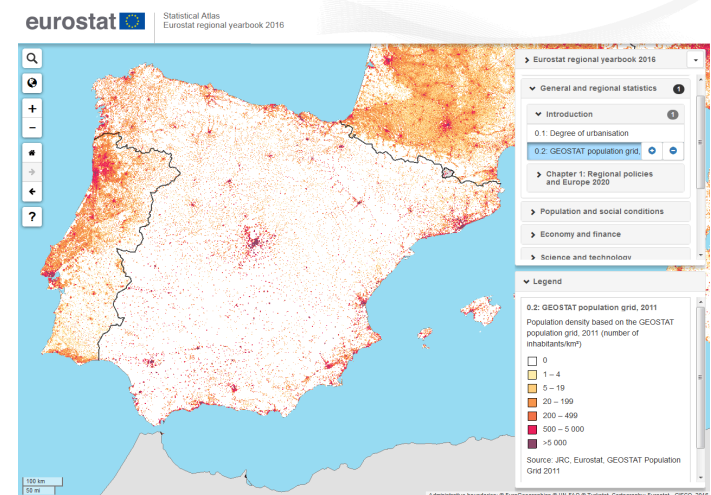 eurostat
Statistical Atlas
Eurostat regional yearbook 2016
Eurostat regional yearbook 2016
General and regional statistics 1
Introduction 1
0.1: Degree of urbanisation
0.2: GEOSTAT population grid,
Chapter 1: Regional policies
and Europe 2020
Population and social conditions
Economy and finance
Science and technology
+
−
?
Legend
0.2: GEOSTAT population grid, 2011
Population density based on the GEOSTAT
population grid, 2011 (number of
inhabitants/km²)
0
1 – 4
5 – 19
20 – 199
200 – 499
500 – 5 000
>5 000
Source: JRC, Eurostat, GEOSTAT Population
Grid 2011
100 km
50 mi